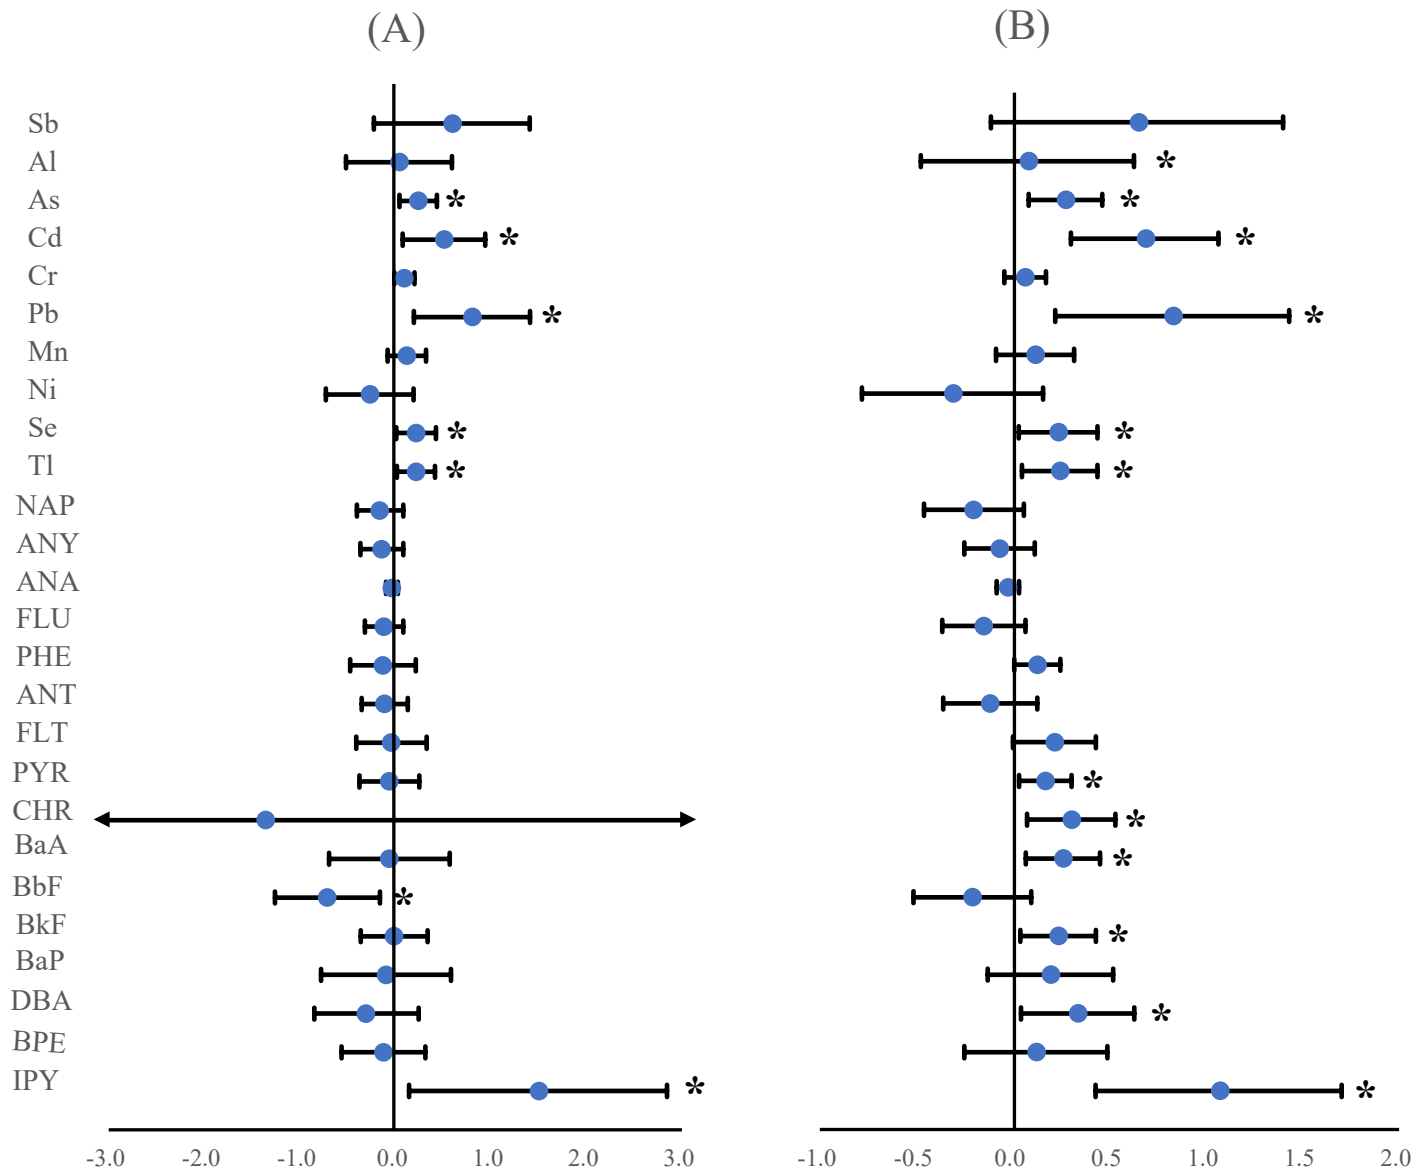 (A) (B)
Sb
Al *
As * *
Cd * *
Cr
Pb * *
Mn
Ni
Se * *
Tl * *
NAP
ANY
ANA
FLU
PHE
ANT
FLT
PYR *
CHR *
BaA *
BbF *
BkF *
BaP
DBA *
BPE
IPY * *
-3.0 -2.0 -1.0 0.0 1.0 2.0 3.0 -1.0 -0.5 0.0 0.5 1.0 1.5 2.0